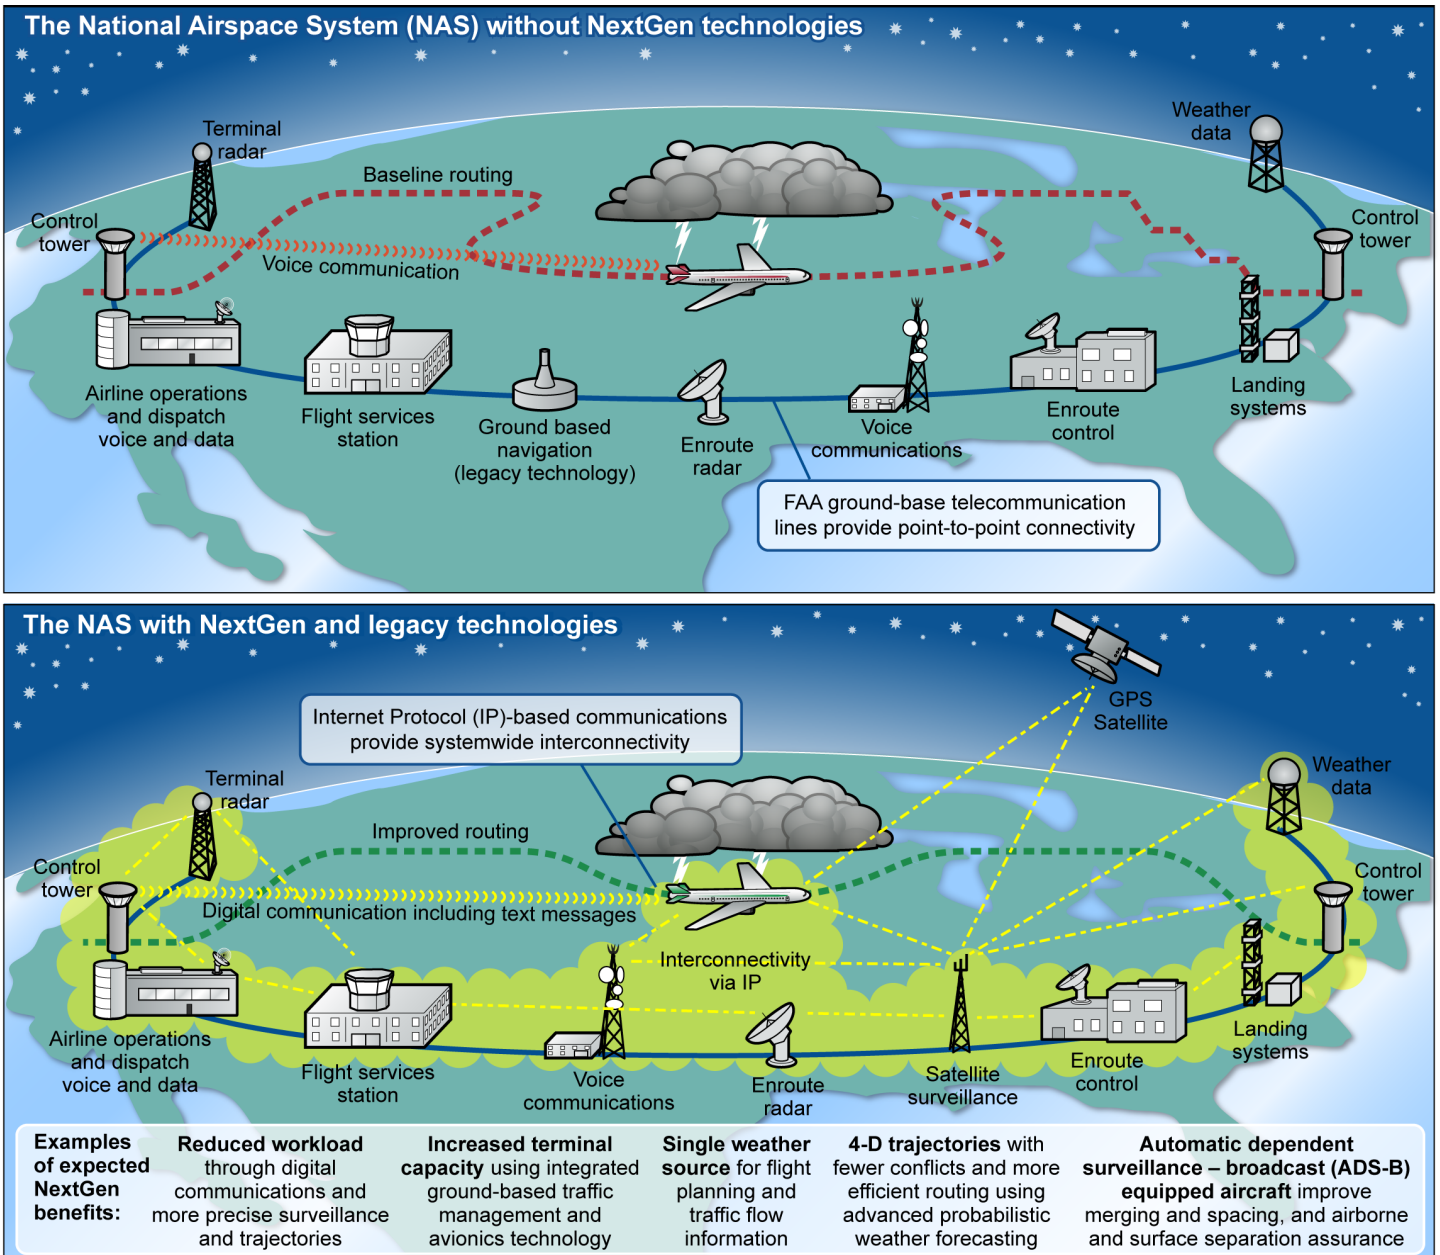 The National Airspace System (NAS) without NextGen technologies
Weather
data
Terminal
radar
Baseline routing
Control
tower
Control
tower
Voice communication
Airline operations
and dispatch
voice and data
Flight services
station
Ground based
navigation
(legacy technology)
Enroute
radar
Voice
communications
Enroute
control
Landing
systems
FAA ground-base telecommunication
lines provide point-to-point connectivity
The NAS with NextGen and legacy technologies
GPS
Satellite
Internet Protocol (IP)-based communications
provide systemwide interconnectivity
Weather
data
Terminal
radar
Improved routing
Control
tower
Control
tower
Digital communication including text messages
Interconnectivity
via IP
Airline operations
and dispatch
voice and data
Flight services
station
Voice
communications
Enroute
radar
Satellite
surveillance
Enroute
control
Landing
systems
Examples
of expected
NextGen
benefits:
Reduced workload
through digital
communications and
more precise surveillance
and trajectories
Increased terminal
capacity using integrated
ground-based traffic
management and
avionics technology
Single weather
source for flight
planning and
traffic flow
information
4-D trajectories with
fewer conflicts and more
efficient routing using
advanced probabilistic
weather forecasting
Automatic dependent
surveillance – broadcast (ADS-B)
equipped aircraft improve
merging and spacing, and airborne
and surface separation assurance